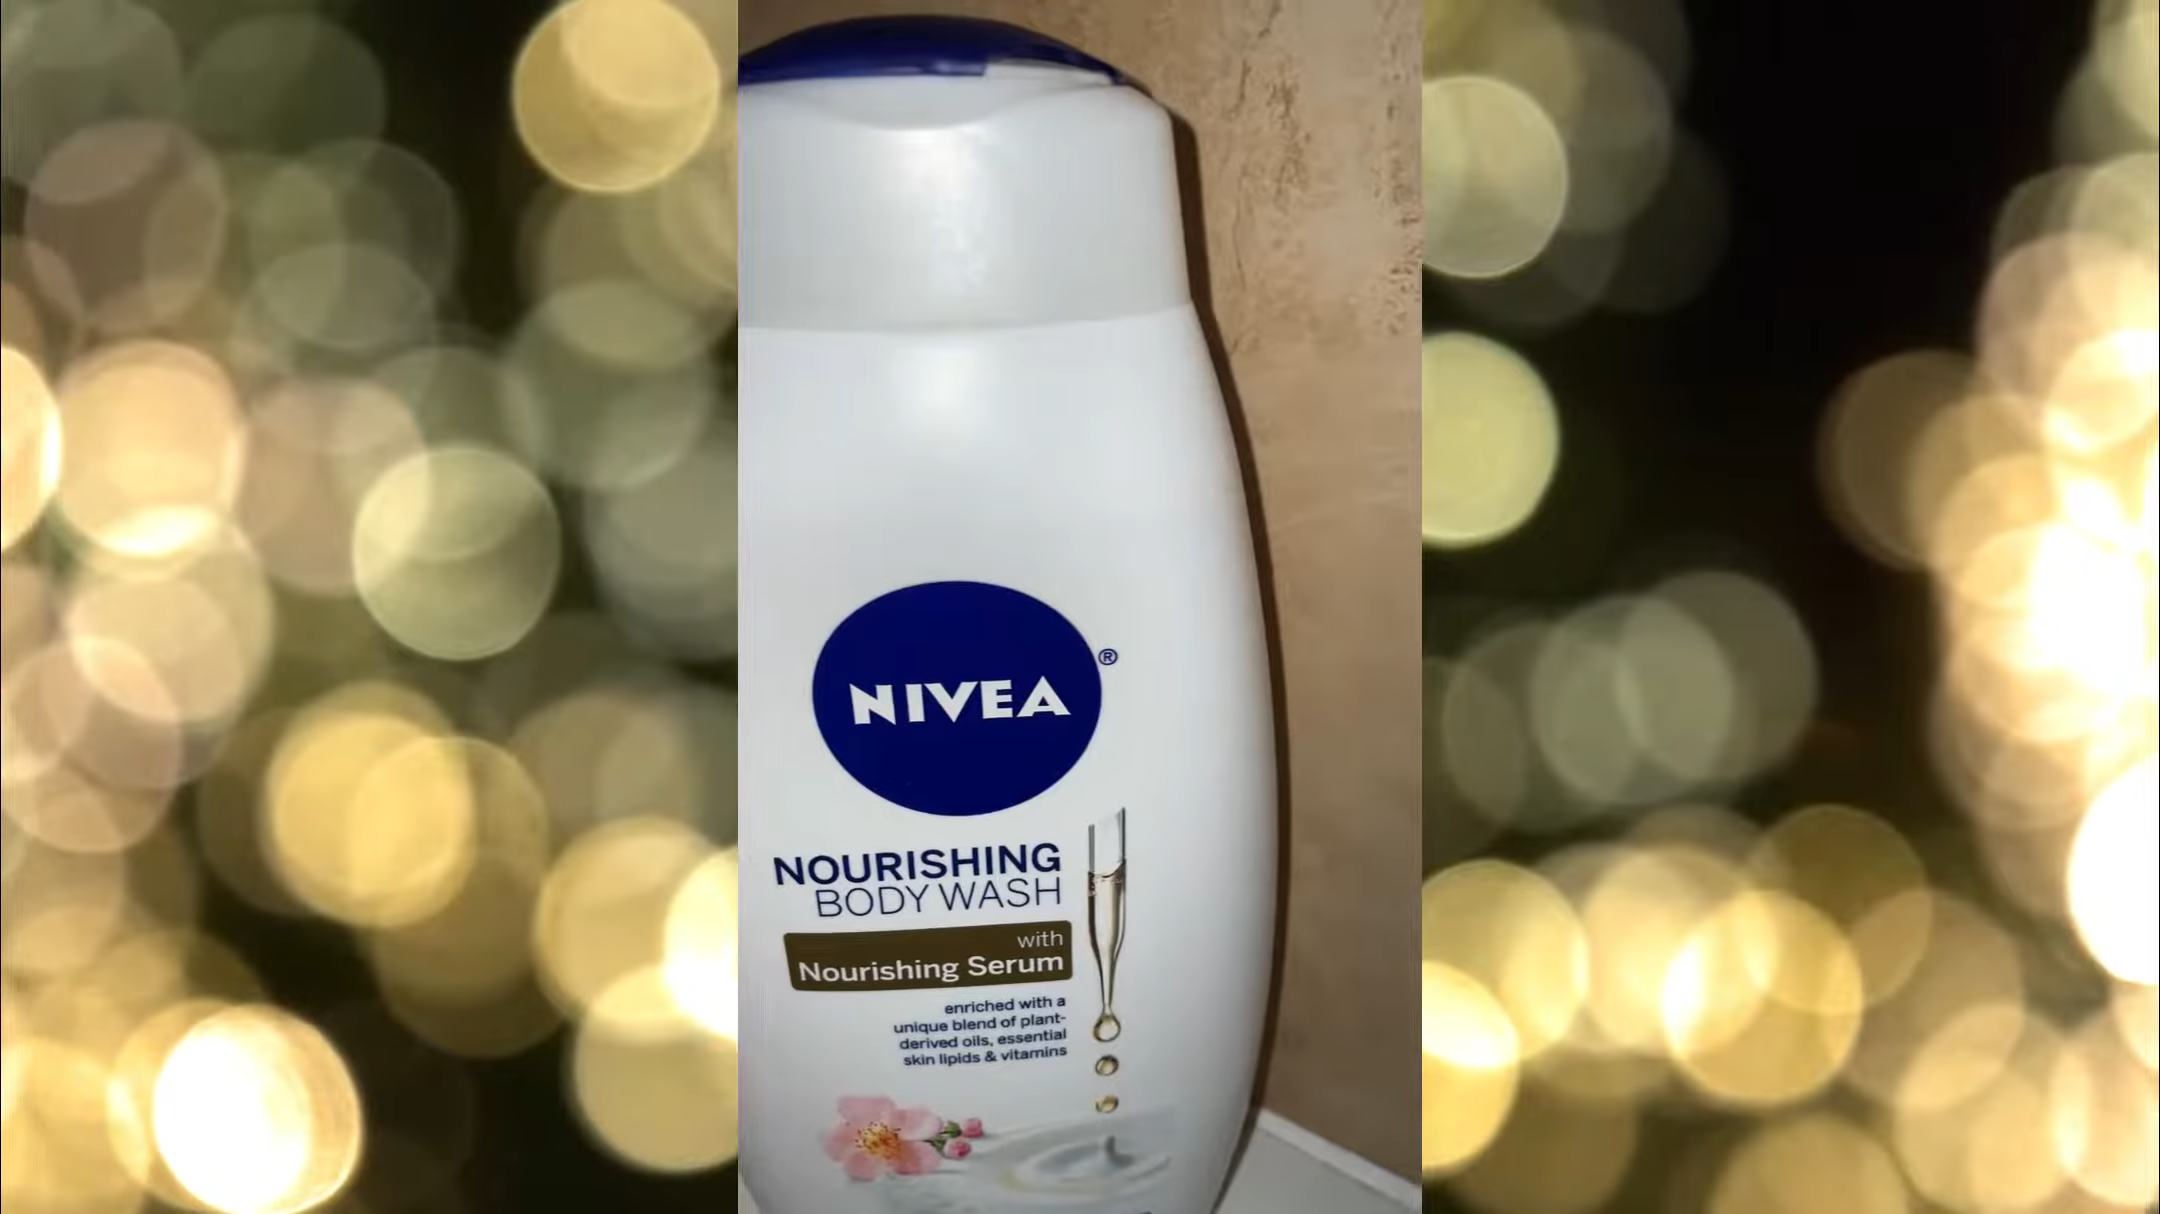 NIVEA®
NOURISHING
BODY WASH
with
Nourishing Serum
enriched with a
unique blend of plant-
derived oils, essential
skin lipids & vitamins